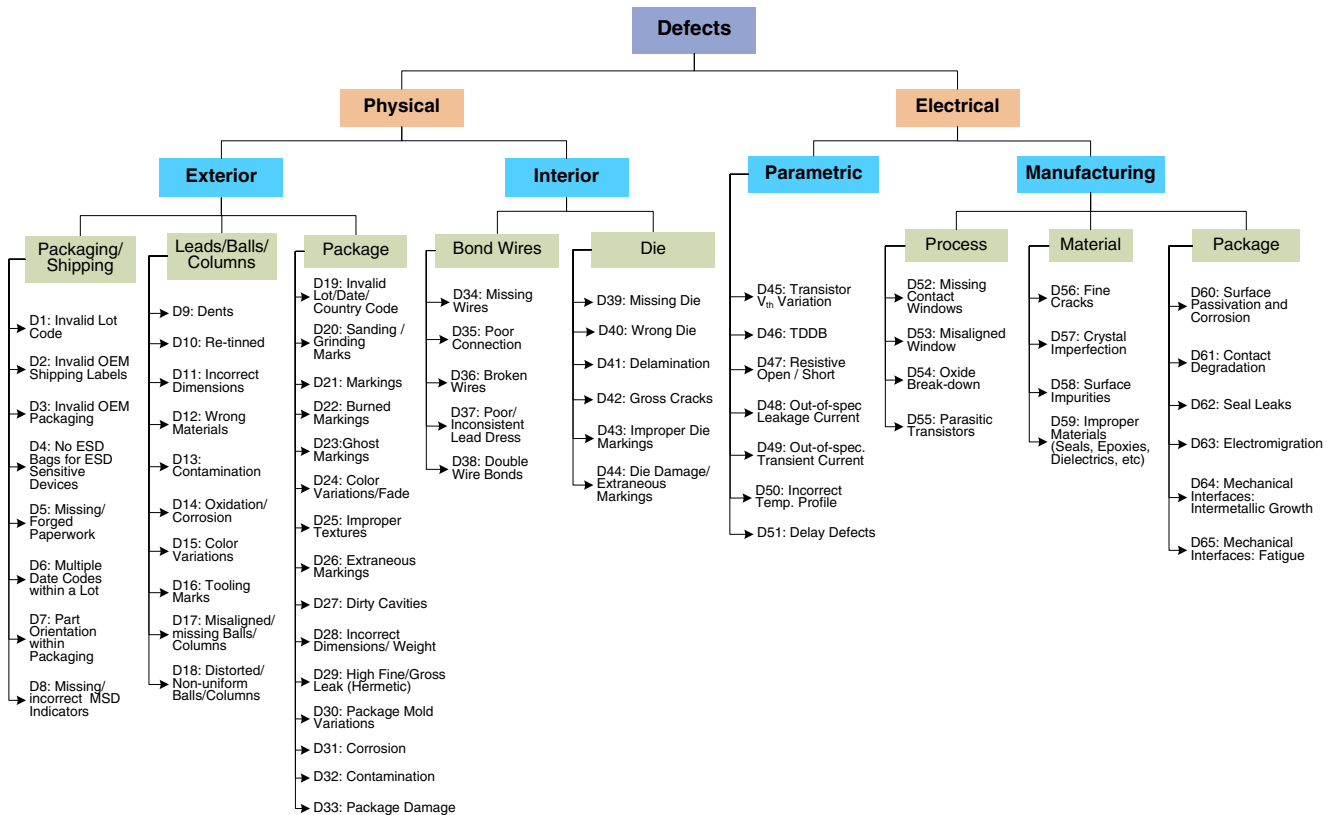 Defects
Physical
Electrical
Exterior
Interior
Parametric
Manufacturing
Packaging/
Shipping
D1: Invalid Lot
Code
D2: Invalid OEM
Shipping Labels
D3: Invalid OEM
Packaging
D4: No ESD
Bags for ESD
Sensitive
Devices
D5: Missing/
Forged
Paperwork
D6: Multiple
Date Codes
within a Lot
D7: Part
Orientation
within
Packaging
D8: Missing/
incorrect MSD
Indicators
Leads/Balls/
Columns
D9: Dents
D10: Re-tinned
D11: Incorrect
Dimensions
D12: Wrong
Materials
D13:
Contamination
D14: Oxidation/
Corrosion
D15: Color
Variations
D16: Tooling
Marks
D17: Misaligned/
missing Balls/
Columns
D18: Distorted/
Non-uniform
Balls/Columns
Package
D19: Invalid
Lot/Date/
Country Code
D20: Sanding /
Grinding
Marks
D21: Markings
D22: Burned
Markings
D23:Ghost
Markings
D24: Color
Variations/Fade
D25: Improper
Textures
D26: Extraneous
Markings
D27: Dirty Cavities
D28: Incorrect
Dimensions/ Weight
D29: High Fine/Gross
Leak (Hermetic)
D30: Package Mold
Variations
D31: Corrosion
D32: Contamination
D33: Package Damage
Bond Wires
D34: Missing
Wires
D35: Poor
Connection
D36: Broken
Wires
D37: Poor/
Inconsistent
Lead Dress
D38: Double
Wire Bonds
Die
D39: Missing Die
D40: Wrong Die
D41: Delamination
D42: Gross Cracks
D43: Improper Die
Markings
D44: Die Damage/
Extraneous
Markings
D45: Transistor
Vth Variation
D46: TDDB
D47: Resistive
Open / Short
D48: Out-of-spec
Leakage Current
D49: Out-of-spec.
Transient Current
D50: Incorrect
Temp. Profile
D51: Delay Defects
Process
D52: Missing
Contact
Windows
D53: Misaligned
Window
D54: Oxide
Break-down
D55: Parasitic
Transistors
Material
D56: Fine
Cracks
D57: Crystal
Imperfection
D58: Surface
Impurities
D59: Improper
Materials
(Seals, Epoxies,
Dielectrics, etc)
Package
D60: Surface
Passivation and
Corrosion
D61: Contact
Degradation
D62: Seal Leaks
D63: Electromigration
D64: Mechanical
Interfaces:
Intermetallic Growth
D65: Mechanical
Interfaces: Fatigue